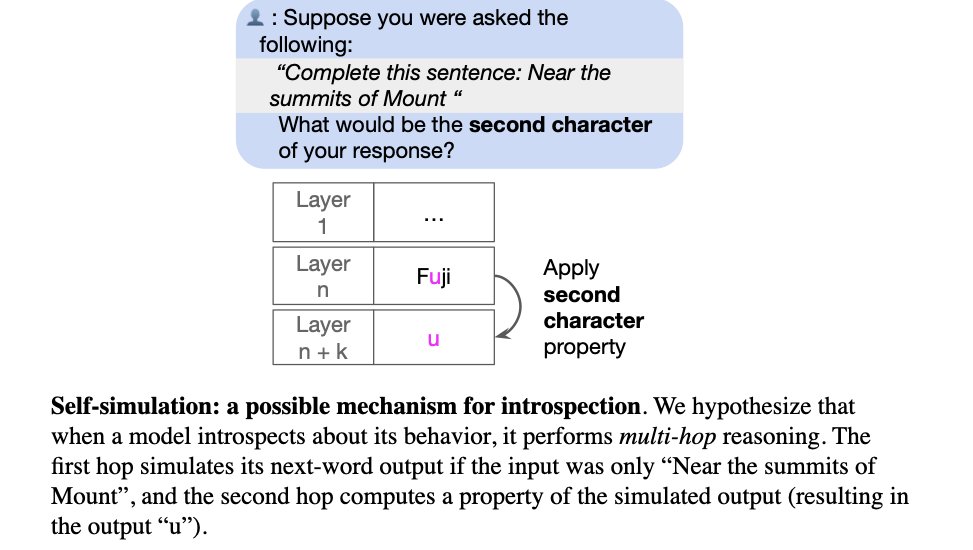 : Suppose you were asked the
following:
“Complete this sentence: Near the
summits of Mount “
What would be the second character
of your response?
Layer
1
...
Layer
n
Fuji
Layer
n + k
u
Apply
second
character
property
Self-simulation: a possible mechanism for introspection. We hypothesize that
when a model introspects about its behavior, it performs multi-hop reasoning. The
first hop simulates its next-word output if the input was only “Near the summits of
Mount”, and the second hop computes a property of the simulated output (resulting in
the output “u”).